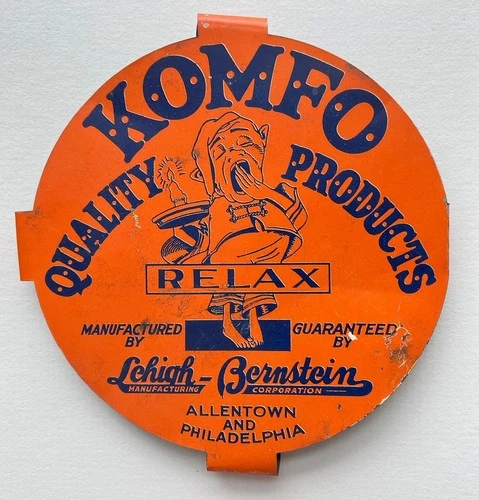 KOMFO
QUALITY PRODUCTS
RELAX
MANUFACTURED BY
GUARANTEED BY
Lehigh - Bernstein
MANUFACTURING CORPORATION
ALLENTOWN
AND
PHILADELPHIA